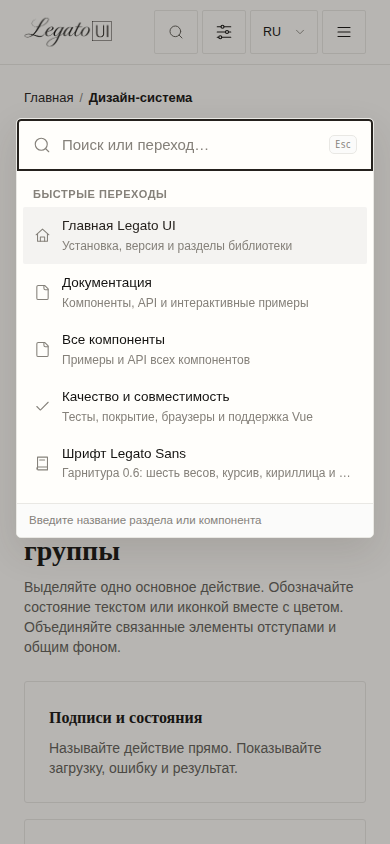 Legato UI
RU
Главная / Дизайн-система
Поиск или переход…
Esc
БЫСТРЫЕ ПЕРЕХОДЫ
Главная Legato UI
Установка, версия и разделы библиотеки
Документация
Компоненты, API и интерактивные примеры
Все компоненты
Примеры и API всех компонентов
Качество и совместимость
Тесты, покрытие, браузеры и поддержка Vue
Шрифт Legato Sans
Гарнитура 0.6: шесть весов, курсив, кириллица и …
Введите название раздела или компонента
группы
Выделяйте одно основное действие. Обозначайте
состояние текстом или иконкой вместе с цветом.
Объединяйте связанные элементы отступами и
общим фоном.
Подписи и состояния
Называйте действие прямо. Показывайте
загрузку, ошибку и результат.